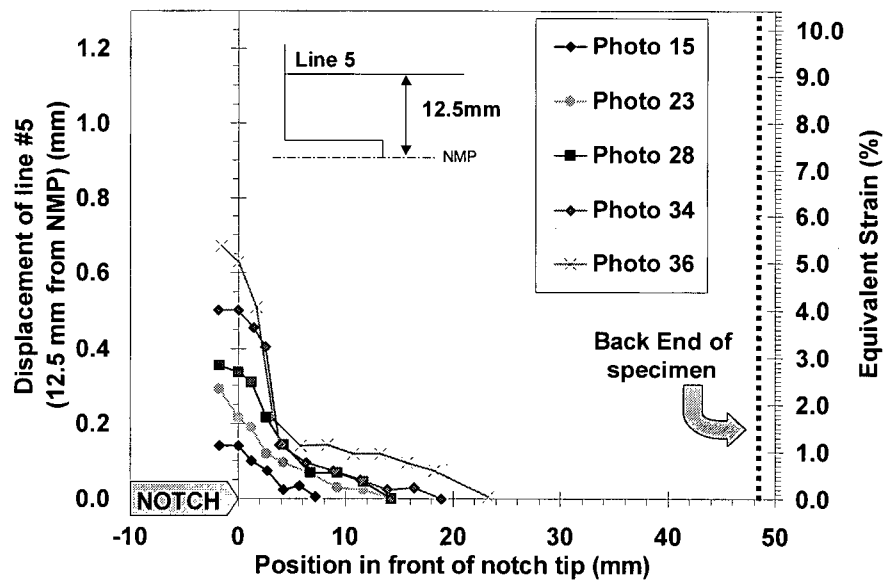 1.2
1.0
0.8
0.6
0.4
0.2
0.0
Displacement of line #5
(12.5 mm from NMP) (mm)
Line 5
12.5mm
NMP
Photo 15
Photo 23
Photo 28
Photo 34
Photo 36
10.0
9.0
8.0
7.0
6.0
5.0
4.0
3.0
2.0
1.0
0.0
Equivalent Strain (%)
Back End of
specimen
NOTCH
-10 0 10 20 30 40 50
Position in front of notch tip (mm)